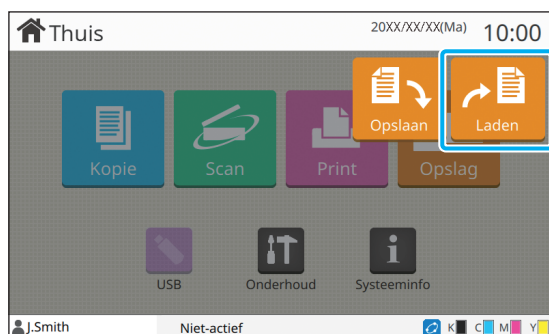 Thuis
20XX/XX/XX(Ma)
10:00
Opslaan
Laden
Kopie
Scan
Print
Opslag
USB
Onderhoud
Systeeminfo
J.Smith
Niet-actief
K C M Y